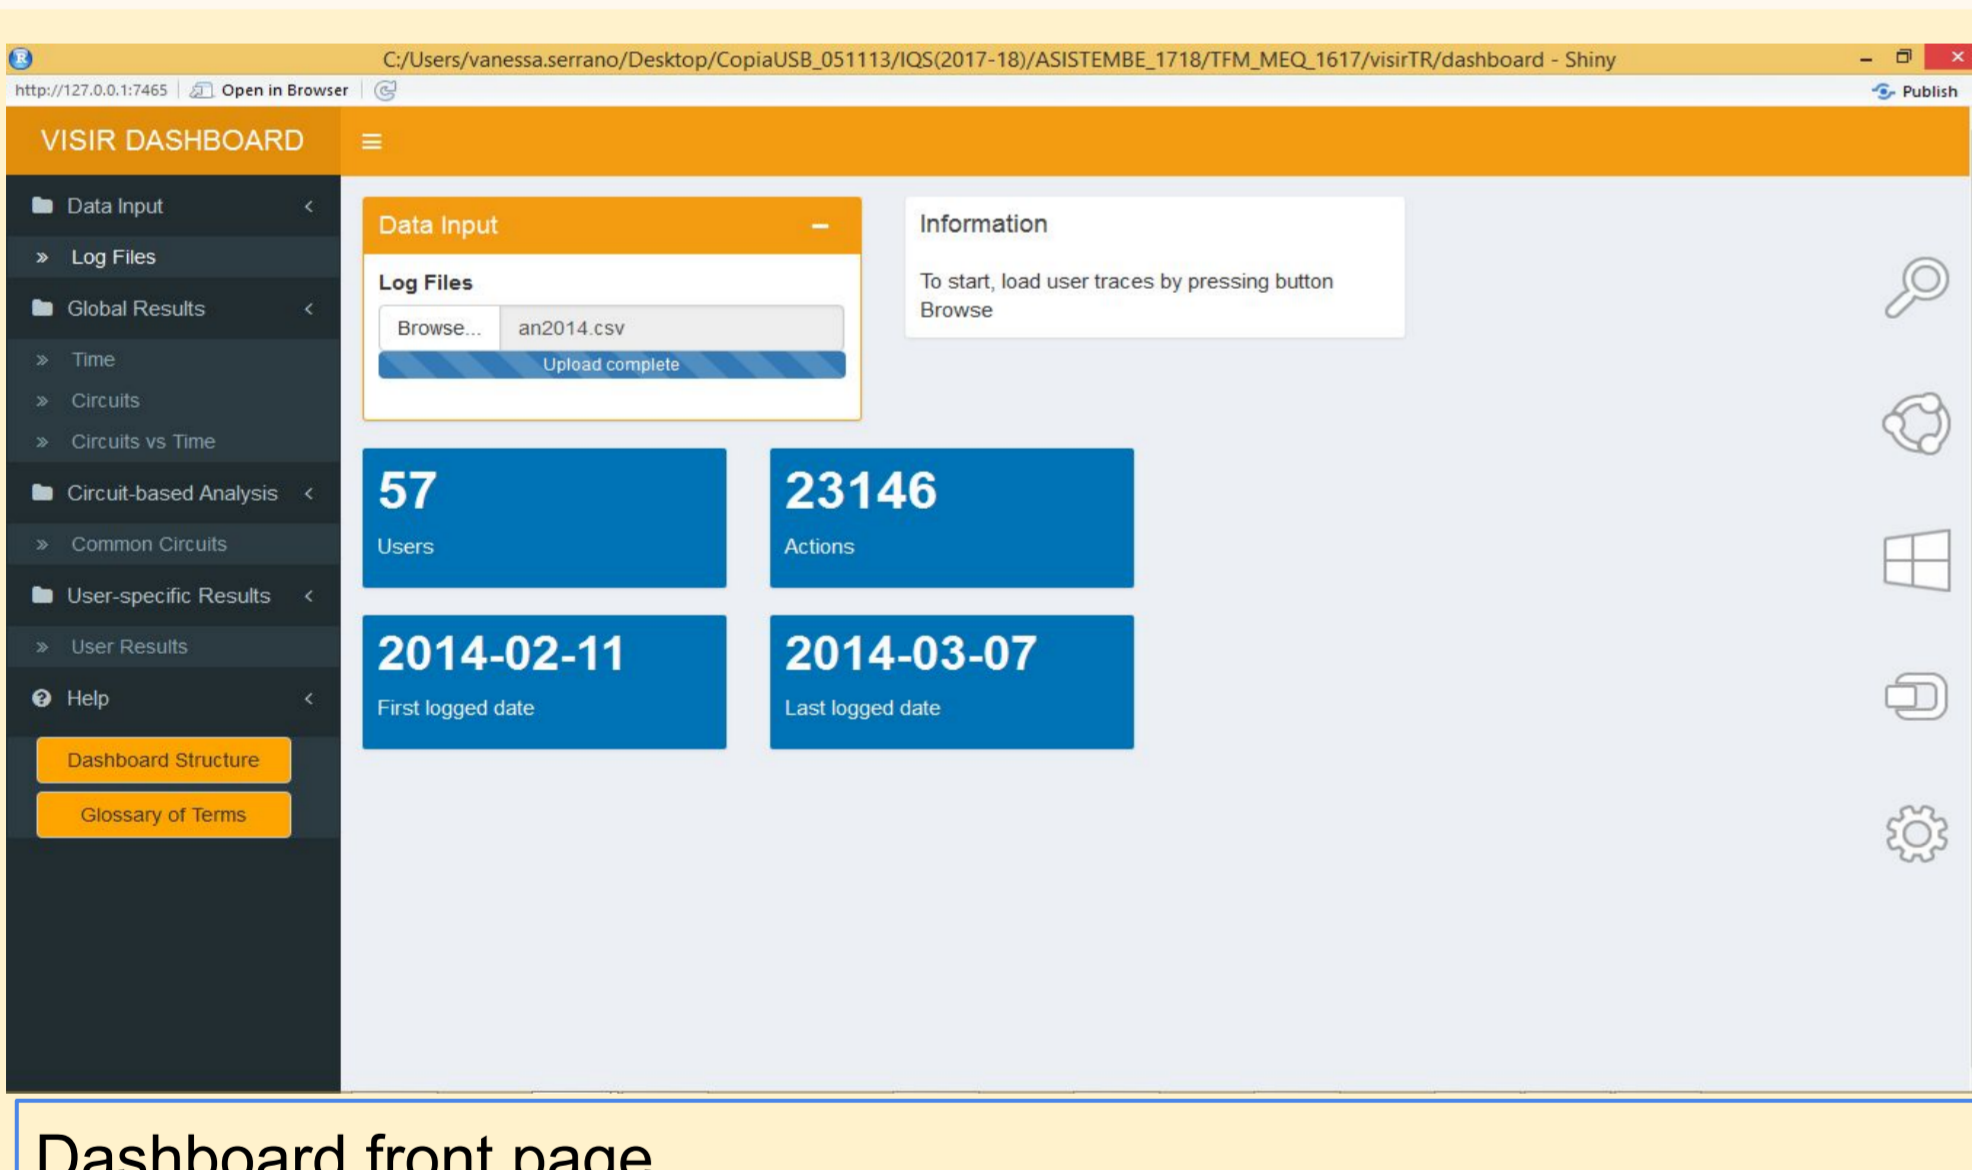 C:/Users/vanessa.serrano/Desktop/CopiaUSB_051113/IQS(2017-18)/ASISTEMBE_1718/TFM_MEQ_1617/visirTR/dashboard - Shiny
http://127.0.0.1:7465 Open in Browser Publish
VISIR DASHBOARD
Data Input
Log Files
Global Results
Time
Circuits
Circuits vs Time
Circuit-based Analysis
Common Circuits
User-specific Results
User Results
Help
Dashboard Structure
Glossary of Terms
Data Input
Log Files
Browse... an2014.csv
Upload complete
Information
To start, load user traces by pressing button
Browse
57
Users
23146
Actions
2014-02-11
First logged date
2014-03-07
Last logged date
Dashboard front page